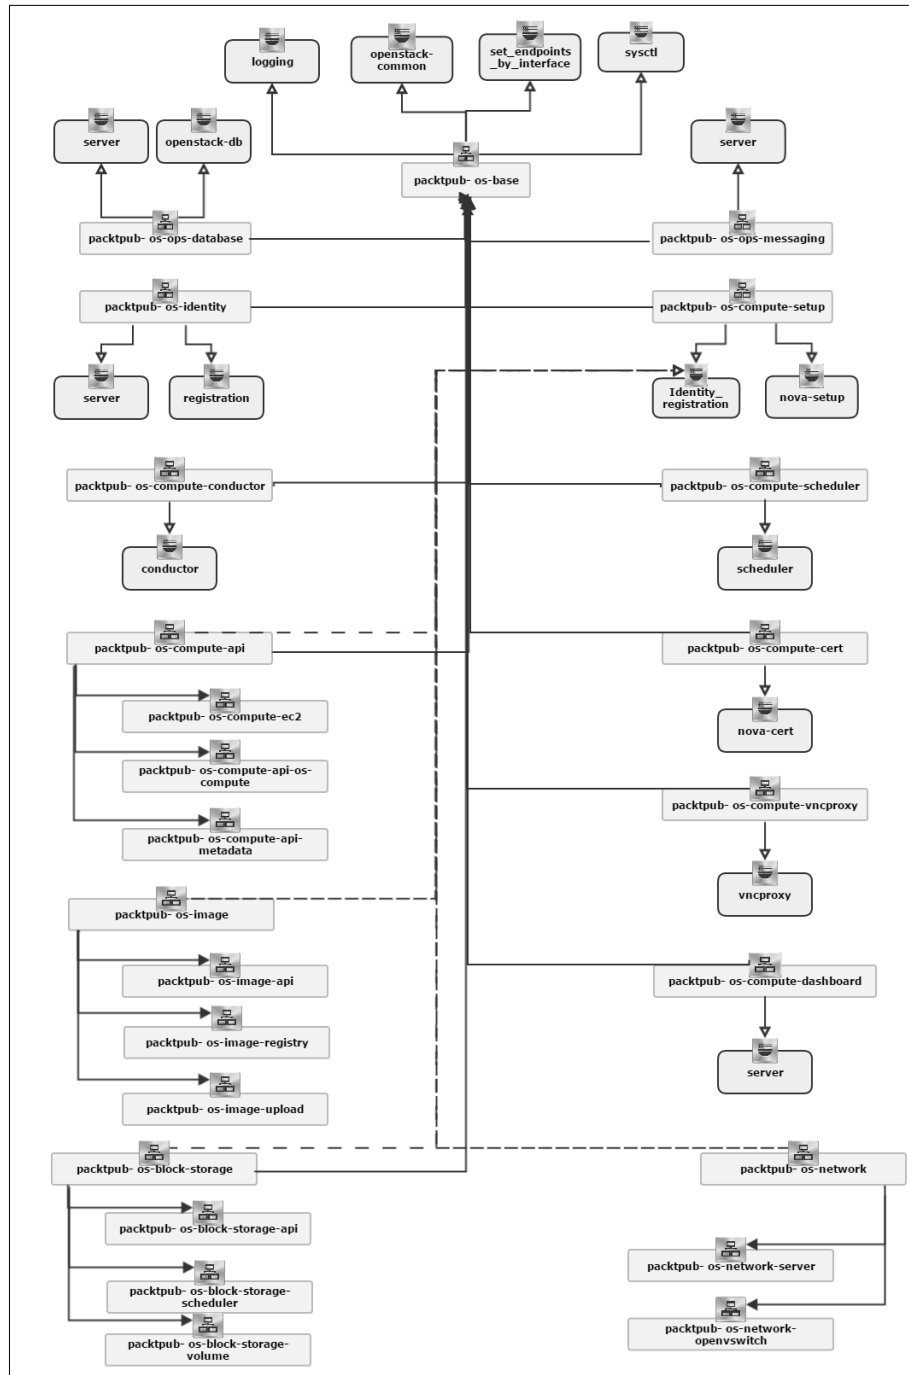 logging
openstack-
common
set_endpoints
_by_interface
sysctl
server
openstack-db
server
packtpub- os-base
packtpub- os-ops-database
packtpub- os-ops-messaging
packtpub- os-identity
packtpub- os-compute-setup
server
registration
Identity_
registration
nova-setup
packtpub- os-compute-conductor
packtpub- os-compute-scheduler
conductor
scheduler
packtpub- os-compute-api
packtpub- os-compute-cert
packtpub- os-compute-ec2
nova-cert
packtpub- os-compute-api-os-
compute
packtpub- os-compute-vncproxy
packtpub- os-compute-api-
metadata
vncproxy
packtpub- os-image
packtpub- os-image-api
packtpub- os-compute-dashboard
packtpub- os-image-registry
server
packtpub- os-image-upload
packtpub- os-block-storage
packtpub- os-network
packtpub- os-block-storage-api
packtpub- os-network-server
packtpub- os-block-storage-
scheduler
packtpub- os-network-
openvswitch
packtpub- os-block-storage-
volume